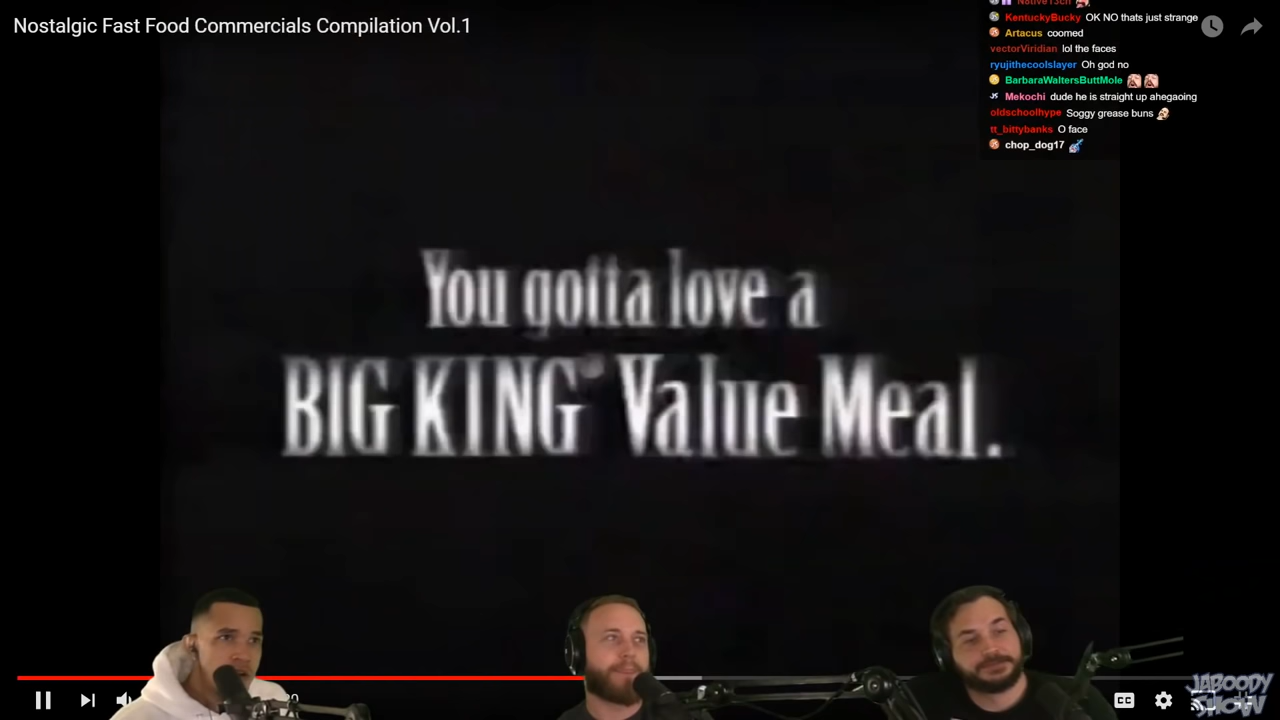 Nostalgic Fast Food Commercials Compilation Vol.1
KentuckyBucky OK NO thats just strange
Artacus coomed
vectorViridian lol the faces
ryujithecoolslayer Oh god no
BarbaraWaltersButtMole
Mekochi dude he is straight up ahegaoing
oldschoolhype Soggy grease buns
tt_bittybanks O face
chop_dog17
You gotta love a
BIG KING Value Meal.
CC
JABOODY
SHOW